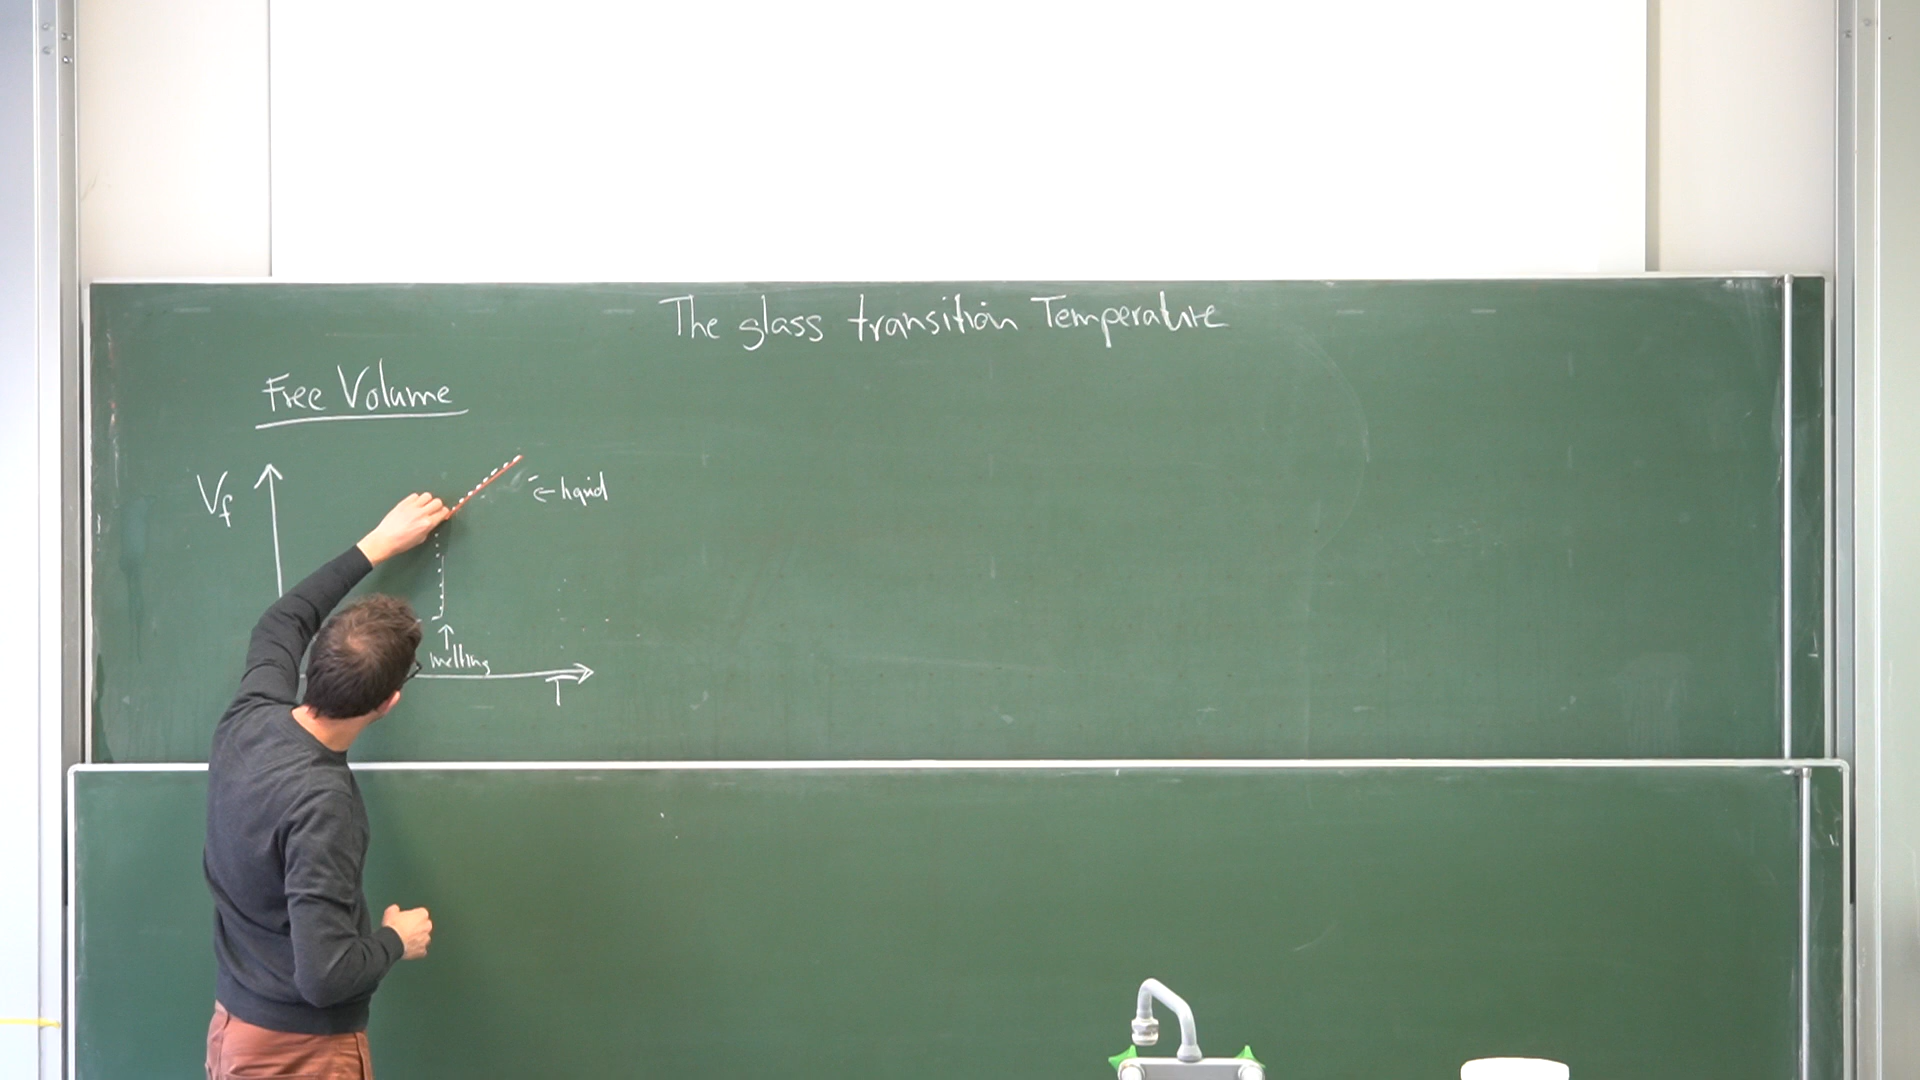 The glass transition Temperature
Free Volume
Vf
← liquid
↑
melting
T